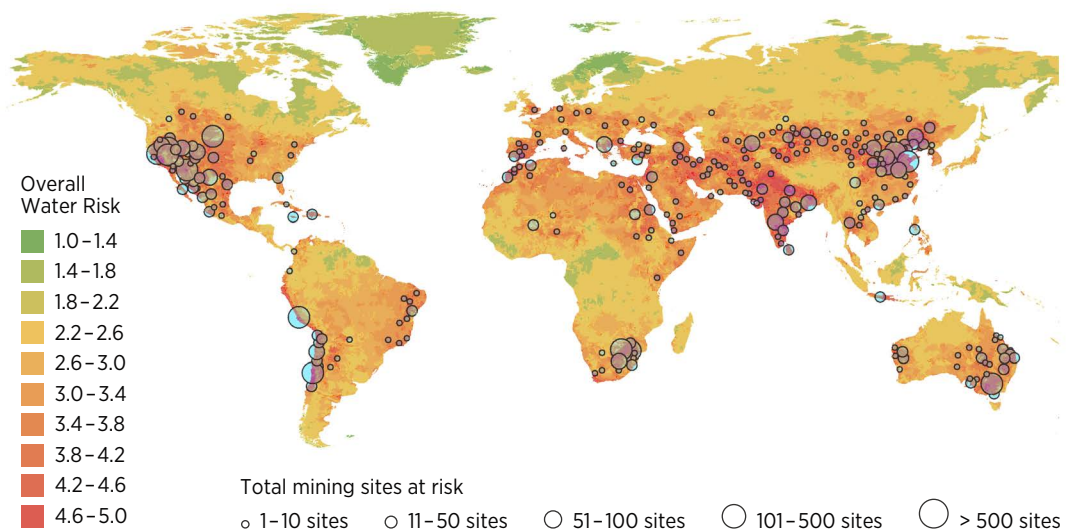 Overall
Water Risk
1.0–1.4
1.4–1.8
1.8–2.2
2.2–2.6
2.6–3.0
3.0–3.4
3.4–3.8
3.8–4.2
4.2–4.6
4.6–5.0
Total mining sites at risk
1–10 sites
11–50 sites
51–100 sites
101–500 sites
> 500 sites